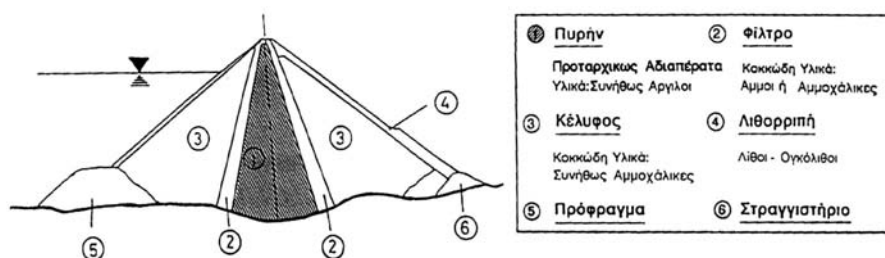 ① Πυρήν
Προταρχικως Αδιαπέρατα
Υλικά:Συνήθως Αργιλοι
② Φίλτρο
Κοκκώδη Υλικά:
Αμμοι ή Αμμοχάλικες
③ Κέλυφος
Κοκκώδη Υλικά:
Συνήθως Αμμοχάλικες
④ Λιθορριπή
Λίθοι - Ογκόλιθοι
⑤ Πρόφραγμα
⑥ Στραγγιστήριο
④
③ ① ③
⑤ ② ② ⑥